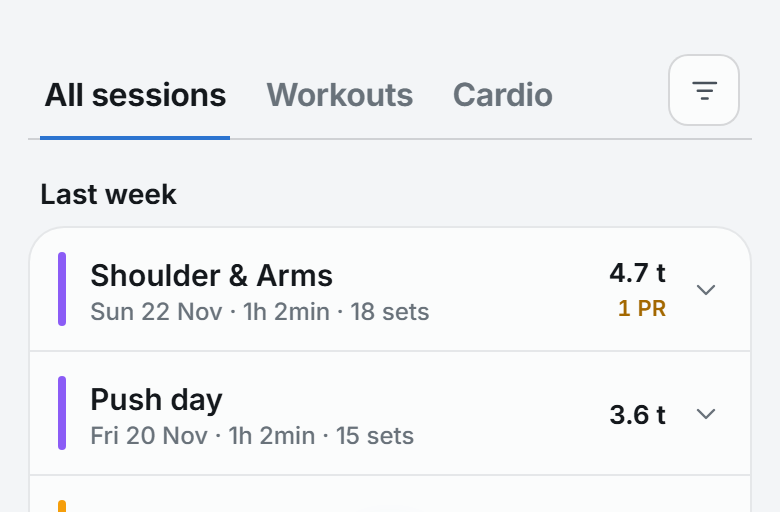 All sessions Workouts Cardio
Last week
Shoulder & Arms
Sun 22 Nov · 1h 2min · 18 sets
4.7 t
1 PR
Push day
Fri 20 Nov · 1h 2min · 15 sets
3.6 t